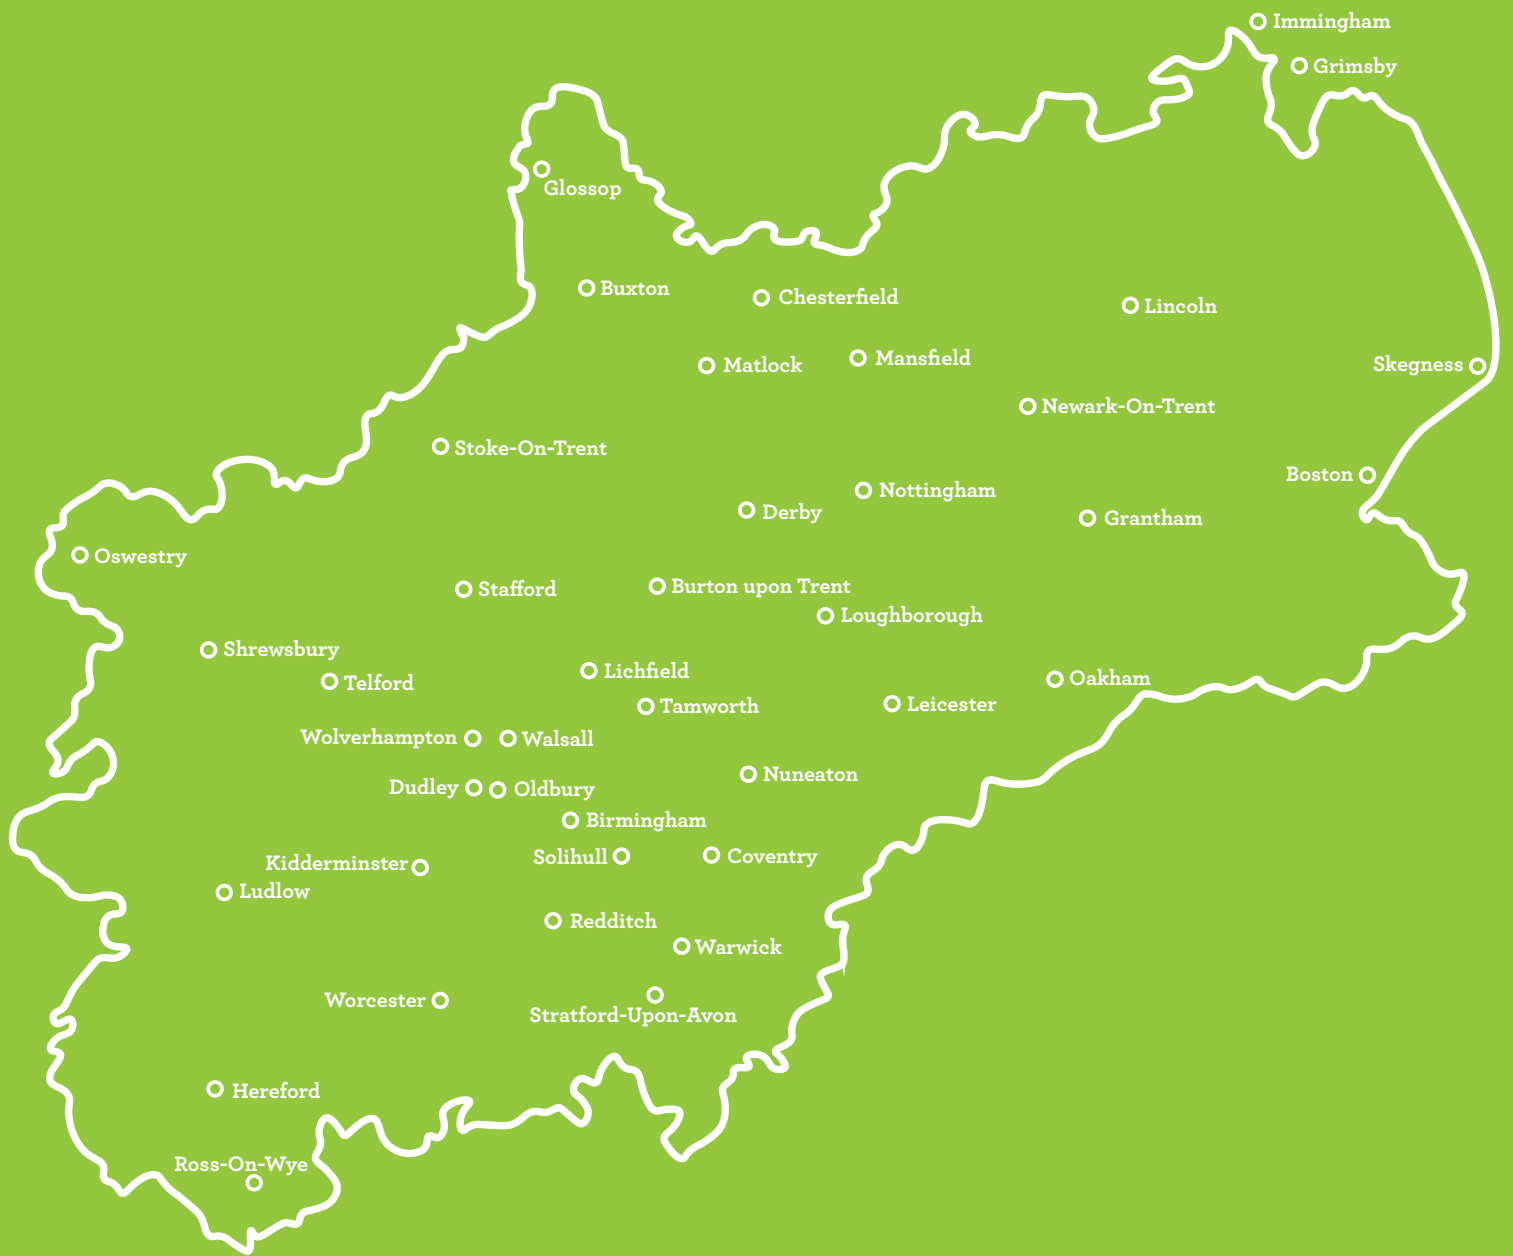 Immingham
Grimsby
Glossop
Buxton
Chesterfield
Lincoln
Matlock
Mansfield
Skegness
Newark-On-Trent
Stoke-On-Trent
Boston
Nottingham
Derby
Grantham
Oswestry
Stafford
Burton upon Trent
Loughborough
Shrewsbury
Telford
Lichfield
Oakham
Tamworth
Leicester
Wolverhampton
Walsall
Nuneaton
Dudley
Oldbury
Birmingham
Solihull
Coventry
Kidderminster
Ludlow
Redditch
Warwick
Worcester
Stratford-Upon-Avon
Hereford
Ross-On-Wye